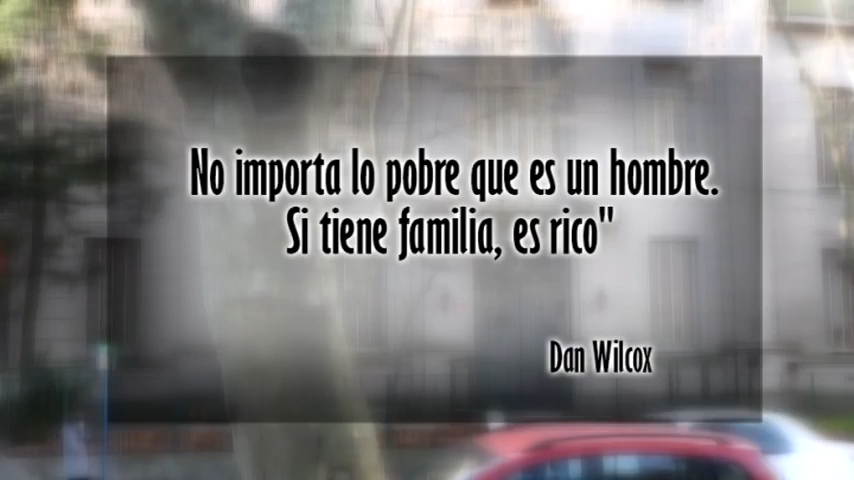 No importa lo pobre que es un hombre.
Si tiene familia, es rico"
Dan Wilcox